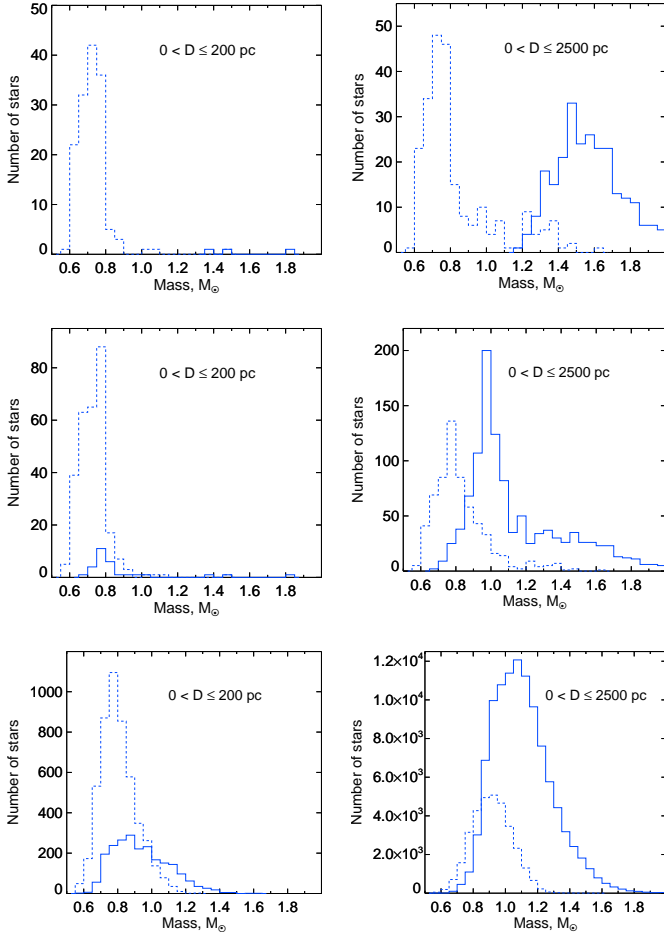 50
40
30
20
10
0
0 < D ≤ 200 pc
Number of stars
0.6 0.8 1.0 1.2 1.4 1.6 1.8
Mass, M☉
50
40
30
20
10
0
0 < D ≤ 2500 pc
Number of stars
0.6 0.8 1.0 1.2 1.4 1.6 1.8
Mass, M☉
80
60
40
20
0
0 < D ≤ 200 pc
Number of stars
0.6 0.8 1.0 1.2 1.4 1.6 1.8
Mass, M☉
200
150
100
50
0
0 < D ≤ 2500 pc
Number of stars
0.6 0.8 1.0 1.2 1.4 1.6 1.8
Mass, M☉
1000
800
600
400
200
0
0 < D ≤ 200 pc
Number of stars
0.6 0.8 1.0 1.2 1.4 1.6 1.8
Mass, M☉
1.2×10⁴
1.0×10⁴
8.0×10³
6.0×10³
4.0×10³
2.0×10³
0
0 < D ≤ 2500 pc
Number of stars
0.6 0.8 1.0 1.2 1.4 1.6 1.8
Mass, M☉